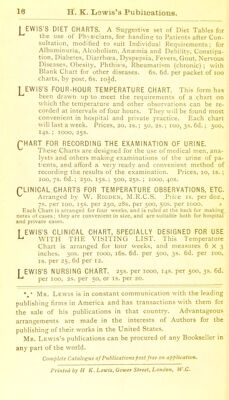 16 H. K. Lewis's Publications.
LEWIS'S DIET CHARTS. A Suggestive set of Diet Tables for
the use of Physicians, for handing to Patients after Con-
sultation, modified to suit Individual Requirements; for
Albuminuria, Alcoholism, Anæmia and Debility, Constipa-
tion, Diabetes, Diarrhœa, Dyspepsia, Fevers, Gout, Nervous
Diseases, Obesity, Phthisis, Rheumatism (chronic); with
Blank Chart for other diseases. 5s. 6d. per packet of 100
charts, by post, 6s. 10½d.
LEWIS'S FOUR-HOUR TEMPERATURE CHART. This form has
been drawn up to meet the requirements of a chart on
which the temperature and other observations can be re-
corded at intervals of four hours. They will be found most
convenient in hospital and private practice. Each chart
will last a week. Prices, 20, 1s.; 50, 2s.; 100, 3s. 6d.; 500,
14s.; 1000, 25s.
CHART FOR RECORDING THE EXAMINATION OF URINE.
These Charts are designed for the use of medical men, ana-
lysts and others making examinations of the urine of pa-
tients, and afford a very ready and convenient method of
recording the results of the examination. Prices, 10, 1s.;
100, 7s. 6d.; 250, 15s.; 500, 25s.; 1000, 40s.
CLINICAL CHARTS FOR TEMPERATURE OBSERVATIONS, ETC.
Arranged by W. RIGDEN, M.R.C.S. Price 1s. per doz.,
7s. per 100, 15s. per 250, 28s. per 500, 50s. per 1000.
Each Chart is arranged for four weeks, and is ruled at the back for making
notes of cases; they are convenient in size, and are suitable both for hospital
and private cases.
LEWIS'S CLINICAL CHART, SPECIALLY DESIGNED FOR USE
WITH THE VISITING LIST. This Temperature
Chart is arranged for four weeks, and measures 6 × 3
inches. 30s. per 1000, 16s. 6d. per 500, 3s. 6d. per 100,
1s. per 25, 6d per 12.
LEWIS'S NURSING CHART. 25s. per 1000, 14s. per 500, 3s. 6d.
per 100, 2s. per 50, or 1s. per 20.
*** MR. LEWIS is in constant communication with the leading
publishing firms in America and has transactions with them for
the sale of his publications in that country. Advantageous
arrangements are made in the interests of Authors for the
publishing of their works in the United States.
MR. LEWIS'S publications can be procured of any Bookseller in
any part of the world.
Complete Catalogue of Publications post free on application.
Printed by H. K. Lewis, Gower Street, London, W.C.